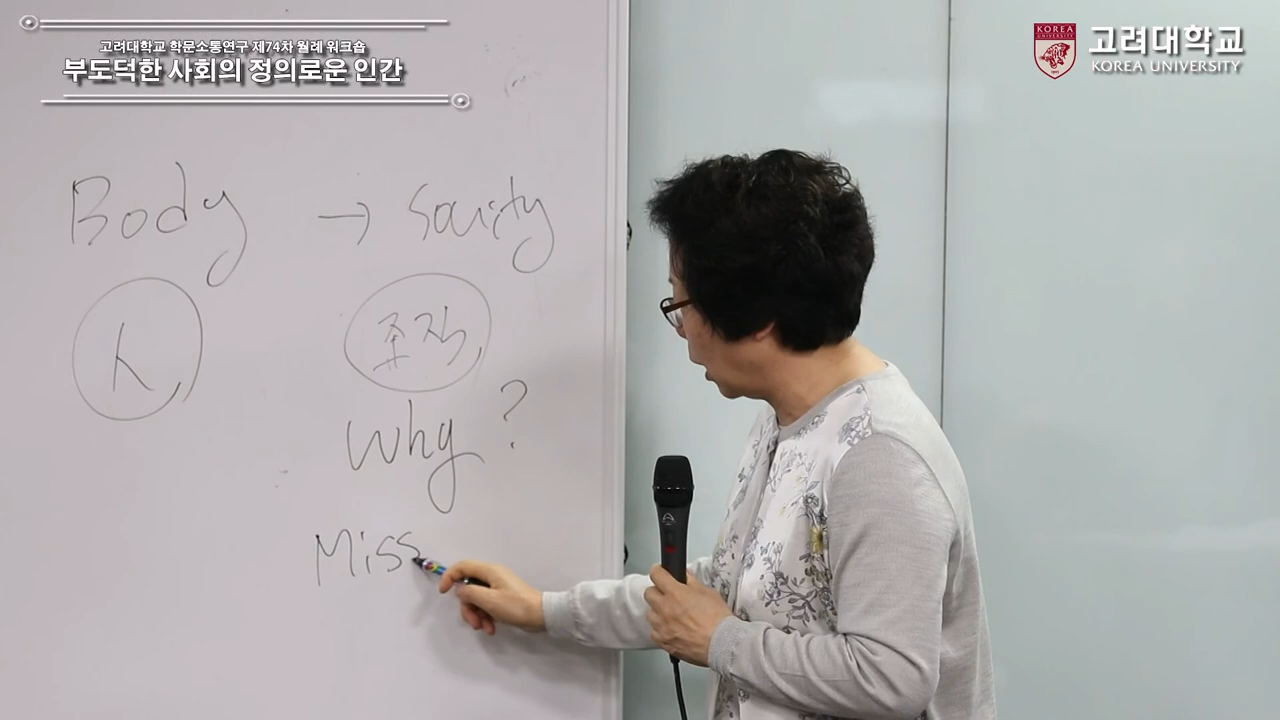 고려대학교 학문소통연구 제74차 월례 워크숍
부도덕한 사회의 정의로운 인간
KOREA
고려대학교
KOREA UNIVERSITY
Body → Socity
人 조직
Why ?
Miss